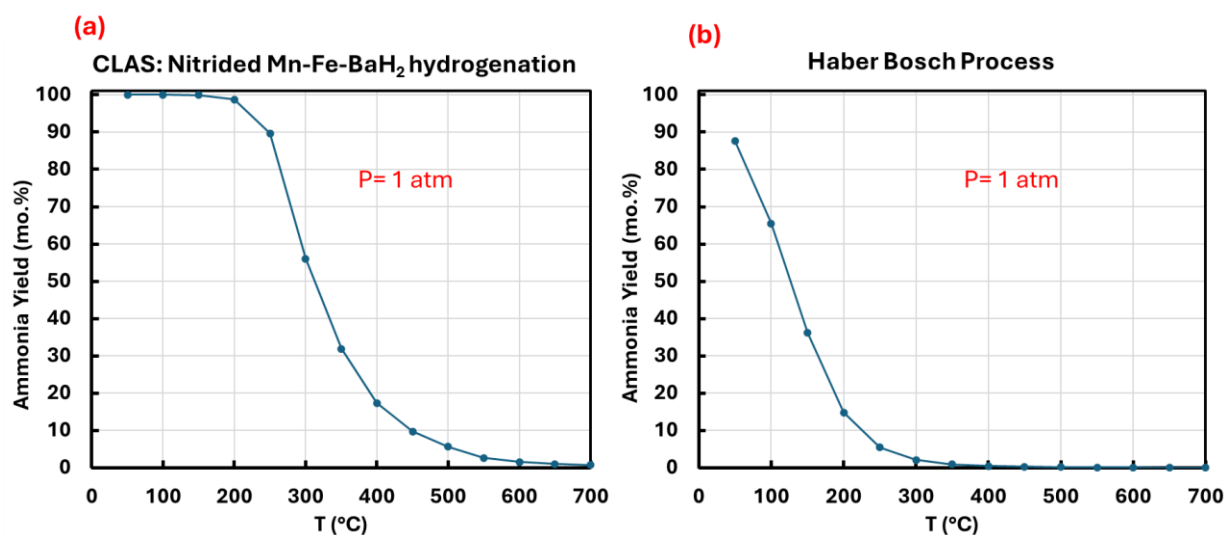 (a)
CLAS: Nitrided Mn-Fe-BaH₂ hydrogenation
100
90
80
70
60
50
40
30
20
10
0
Ammonia Yield (mo.%)
P= 1 atm
0 100 200 300 400 500 600 700
T (°C)
(b)
Haber Bosch Process
100
90
80
70
60
50
40
30
20
10
0
Ammonia Yield (mo.%)
P= 1 atm
0 100 200 300 400 500 600 700
T (°C)